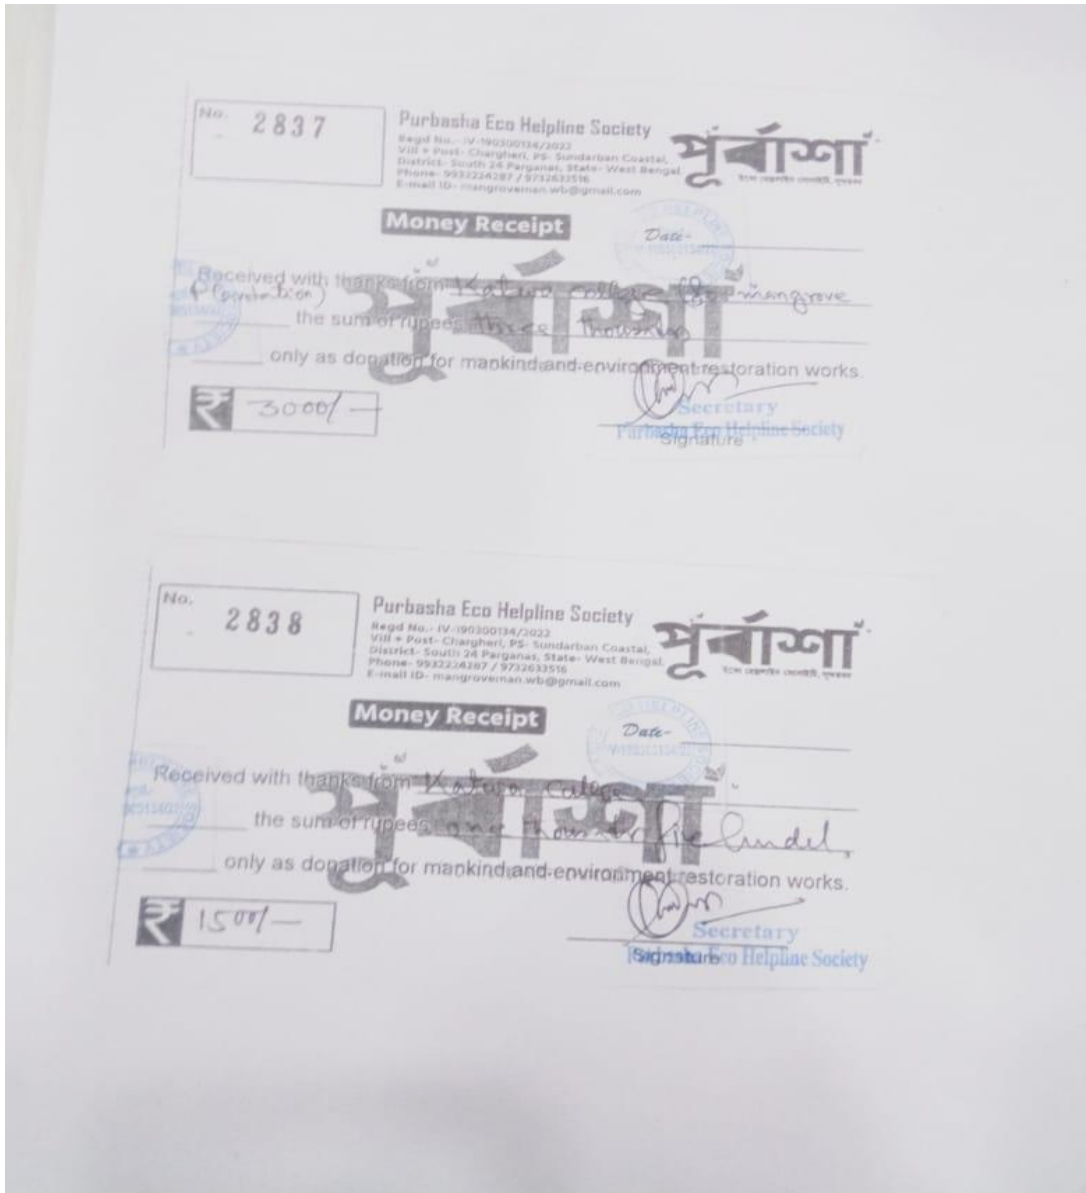 No. 2837
Purbasha Eco Helpline Society
Regd No.- IV-190300134/2022
Vill + Post- Chargheri, PS- Sundarban Coastal,
District- South 24 Parganas, State- West Bengal
Phone- 9932224287 / 9732633516
E-mail ID- mangroveman.wb@gmail.com
পূর্বাশা
Money Receipt
Date-
Received with thanks from Katwa College (for mangrove
Plantation)
the sum of rupees three thousand
only as donation for mankind and environment restoration works.
₹ 3000/-
Secretary
Purbasha Eco Helpline Society
Signature
No. 2838
Purbasha Eco Helpline Society
Regd No.- IV-190300134/2022
Vill + Post- Chargheri, PS- Sundarban Coastal,
District- South 24 Parganas, State- West Bengal.
Phone- 9932224287 / 9732633516
E-mail ID- mangroveman.wb@gmail.com
পূর্বাশা
Money Receipt
Date-
Received with thanks from Katwa College
the sum of rupees one five
only as donation for mankind and environment restoration works.
₹ 1500/-
Secretary
Eco Helpline Society
Signature